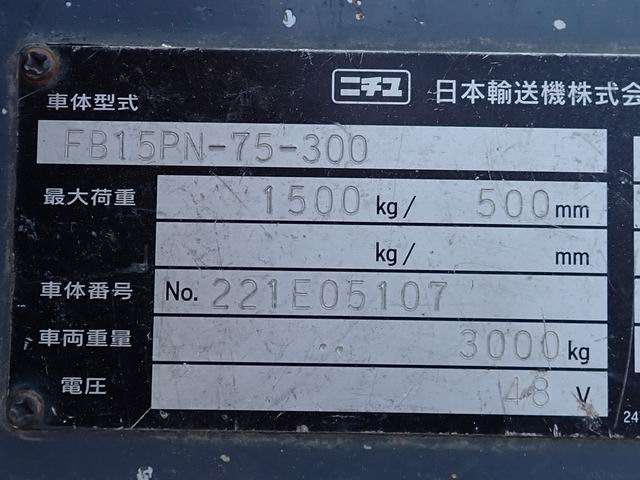 ニチユ 日本輸送機株式会
車体型式
FB15PN-75-300
最大荷重 1500 kg/ 500 mm
kg/ mm
車体番号 No. 221E05107
車両重量 3000 kg
電圧 48 V
24